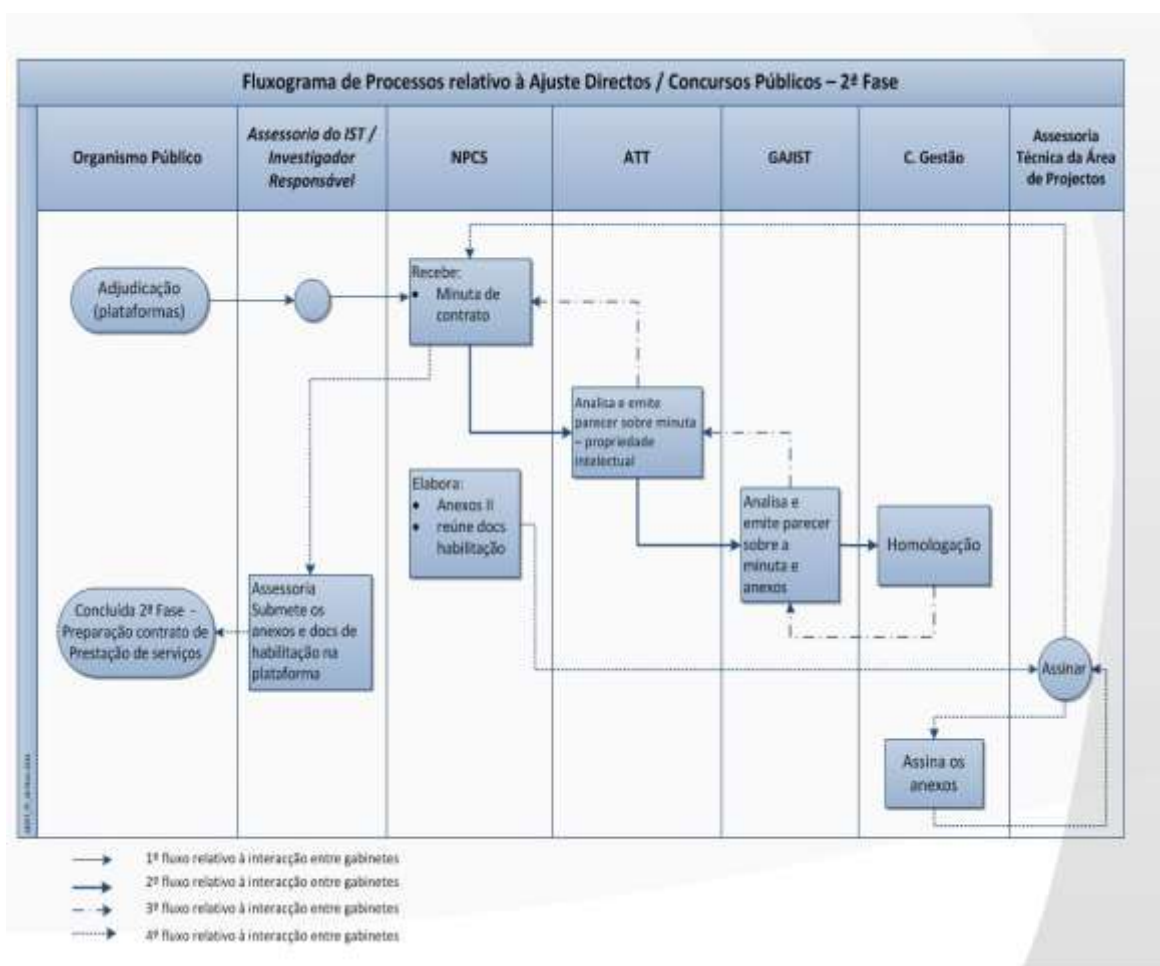 Fluxograma de Processos relativo à Ajuste Directos / Concursos Públicos – 2ª Fase
Organismo Público
Assessoria do IST /
Investigador
Responsável
NPCS
ATT
GAJIST
C. Gestão
Assessoria
Técnica da Área
de Projectos
Adjudicação
(plataformas)
Recebe:
• Minuta de
contrato
Analisa e emite
parecer sobre minuta
– propriedade
intelectual
Elabora:
• Anexos II
• reúne docs
habilitação
Analisa e
emite parecer
sobre a
minuta e
anexos
Homologação
Assessoria
Submete os
anexos e docs de
habilitação na
plataforma
Concluída 2ª Fase –
Preparação contrato de
Prestação de serviços
Assinar
Assina os
anexos
1º fluxo relativo à interacção entre gabinetes
2º fluxo relativo à interacção entre gabinetes
3º fluxo relativo à interacção entre gabinetes
4º fluxo relativo à interacção entre gabinetes